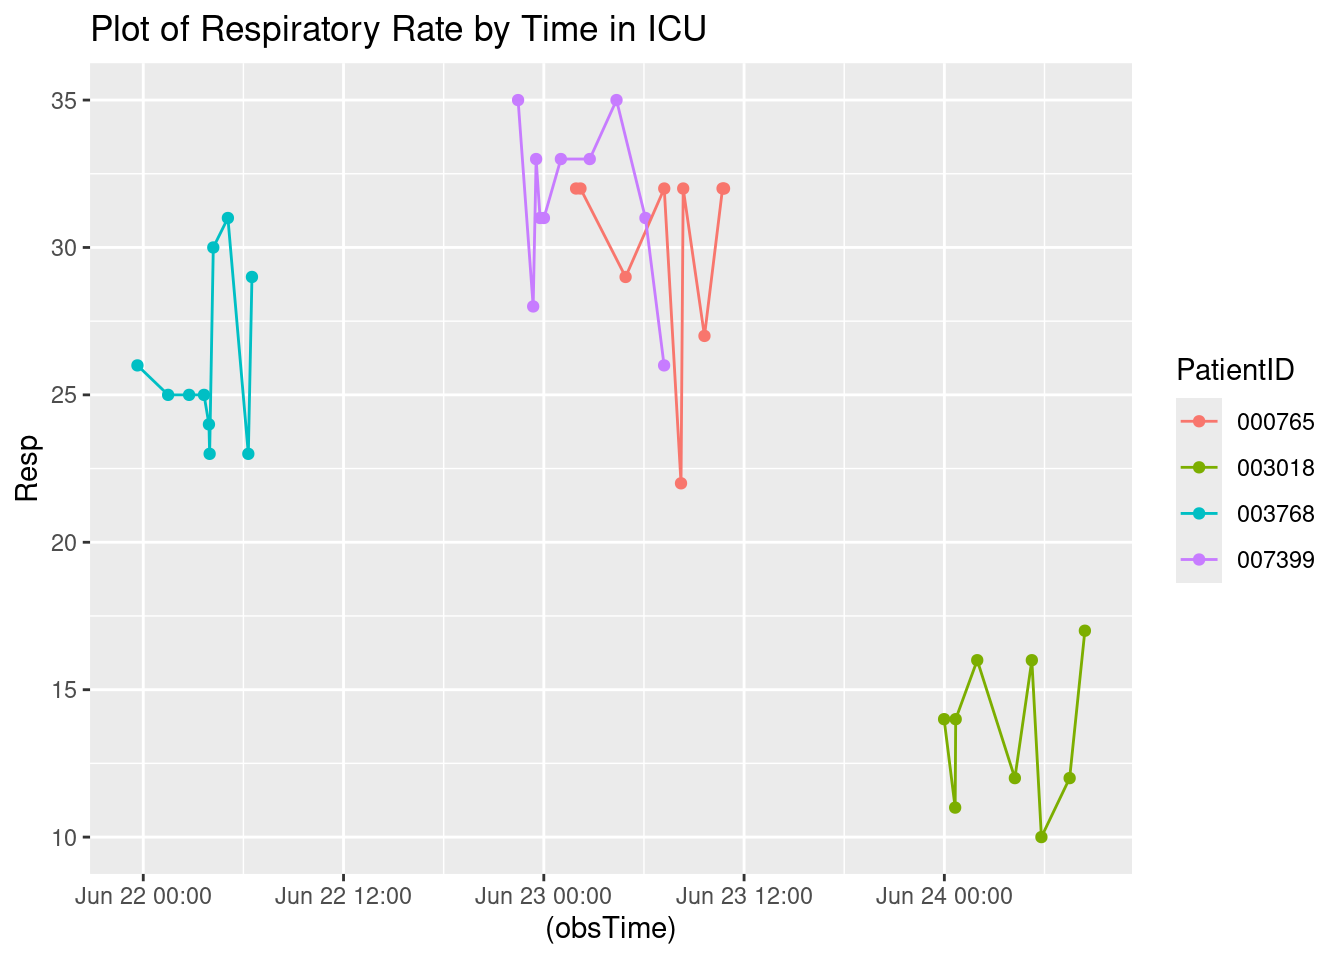 Plot of Respiratory Rate by Time in ICU
35
30
25
20
15
10
Resp
Jun 22 00:00
Jun 22 12:00
Jun 23 00:00
Jun 23 12:00
Jun 24 00:00
(obsTime)
PatientID
000765
003018
003768
007399